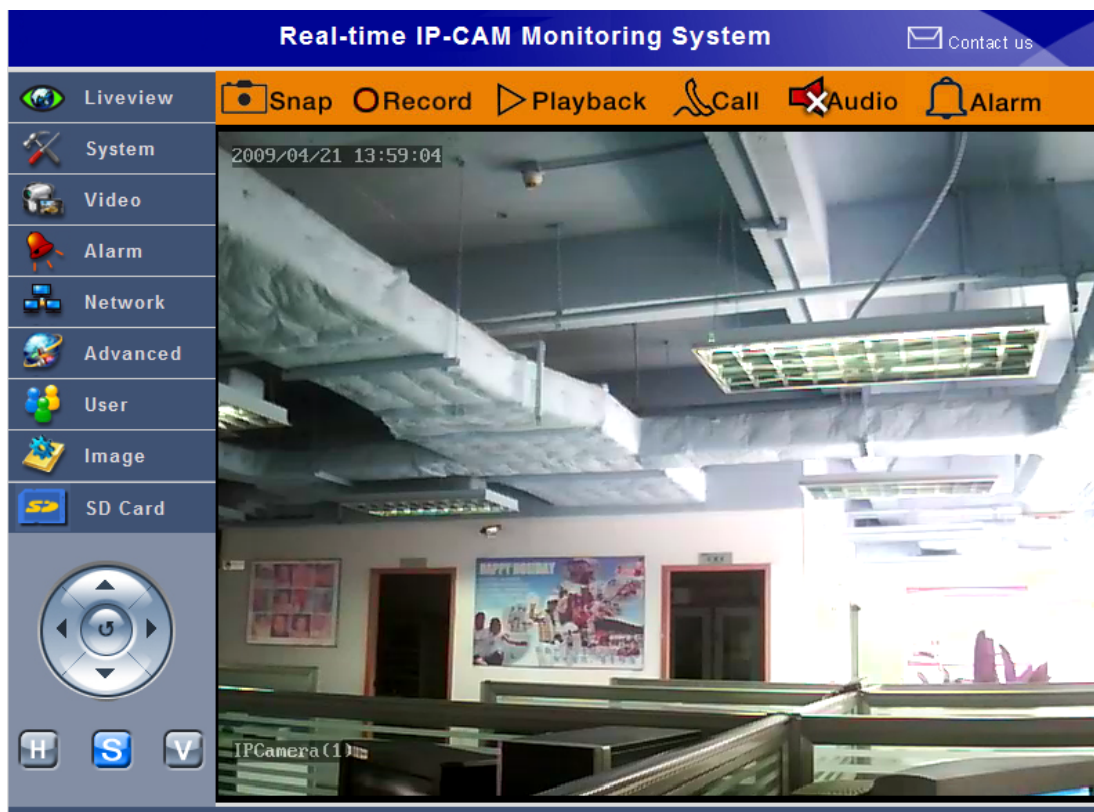 Real-time IP-CAM Monitoring System
Contact us
Liveview
System
Video
Alarm
Network
Advanced
User
Image
SD Card
H S V
Snap Record Playback Call Audio Alarm
2009/04/21 13:59:04
HAPPY HOLIDAY
IPCamera(1)